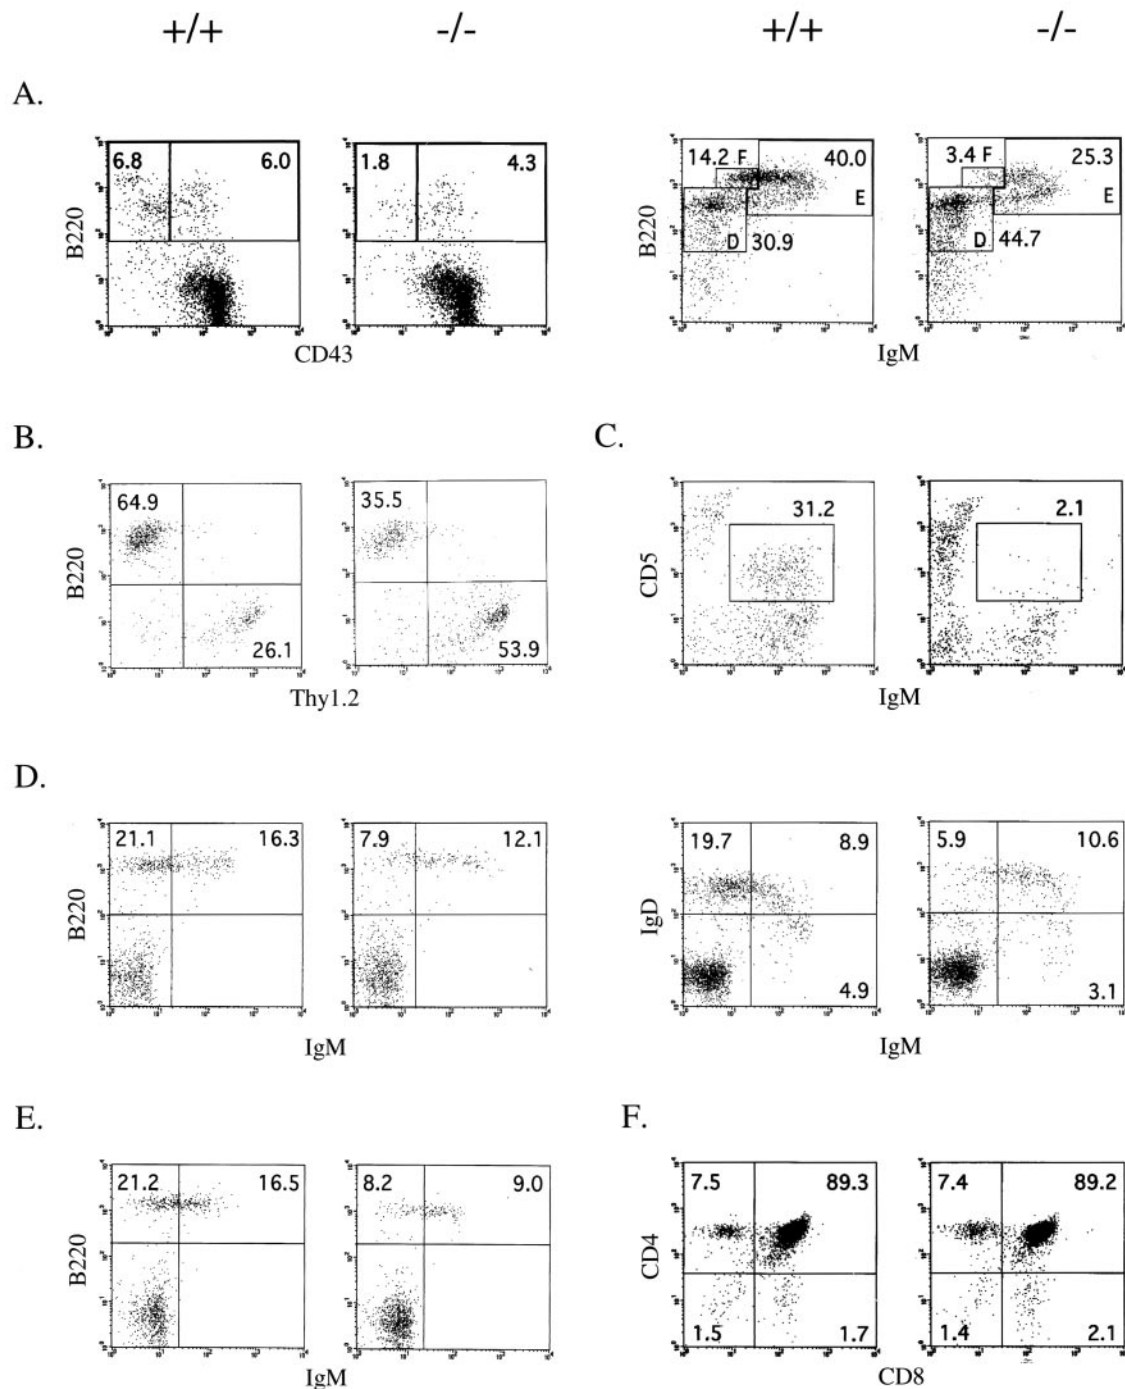 +/+ -/- +/+ -/-
A.
6.8 6.0 1.8 4.3 14.2 F 40.0 E D 30.9 3.4 F 25.3 E D 44.7
B220 B220
CD43 IgM
B. C.
64.9 26.1 35.5 53.9 31.2 2.1
B220 CD5
Thy1.2 IgM
D.
21.1 16.3 7.9 12.1 19.7 8.9 4.9 5.9 10.6 3.1
B220 IgD
IgM IgM
E. F.
21.2 16.5 8.2 9.0 7.5 89.3 1.5 1.7 7.4 89.2 1.4 2.1
B220 CD4
IgM CD8